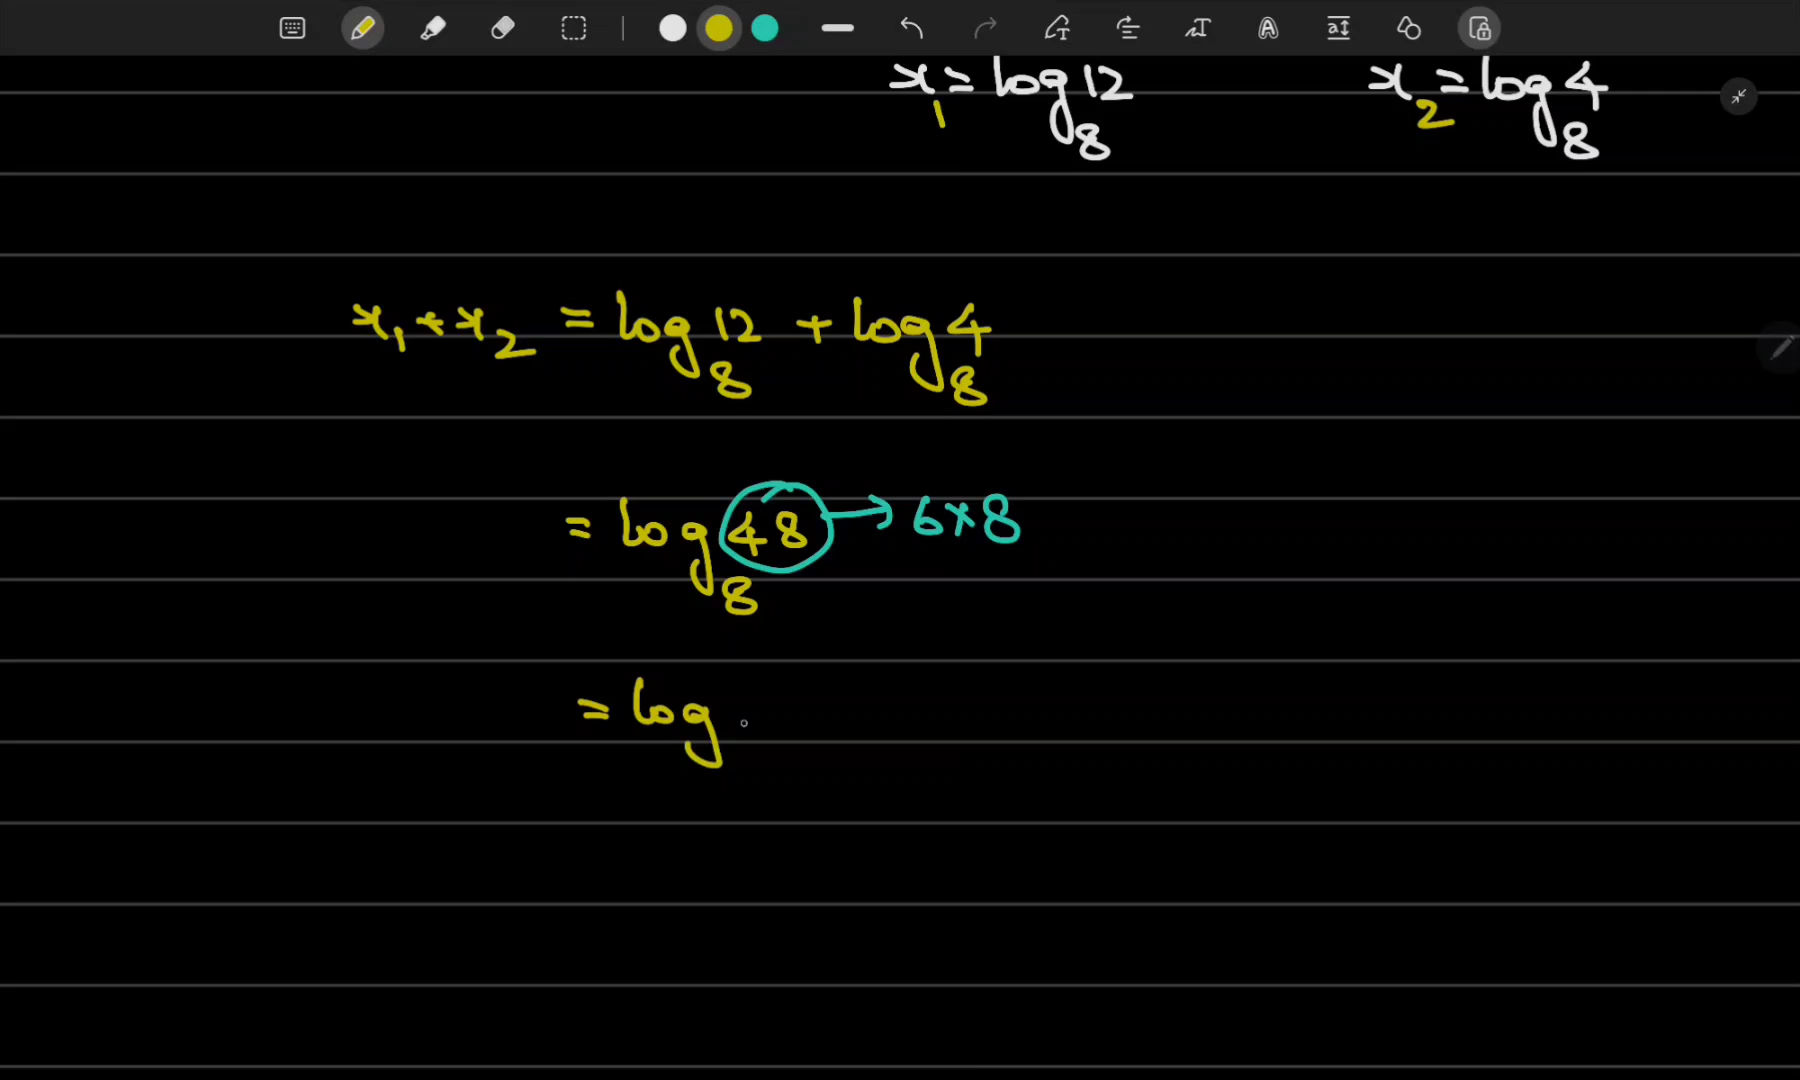 x₁ = log₈ 12    x₂ = log₈ 4
x₁ + x₂ = log₈ 12 + log₈ 4
= log₈ 48 → 6 * 8
= log